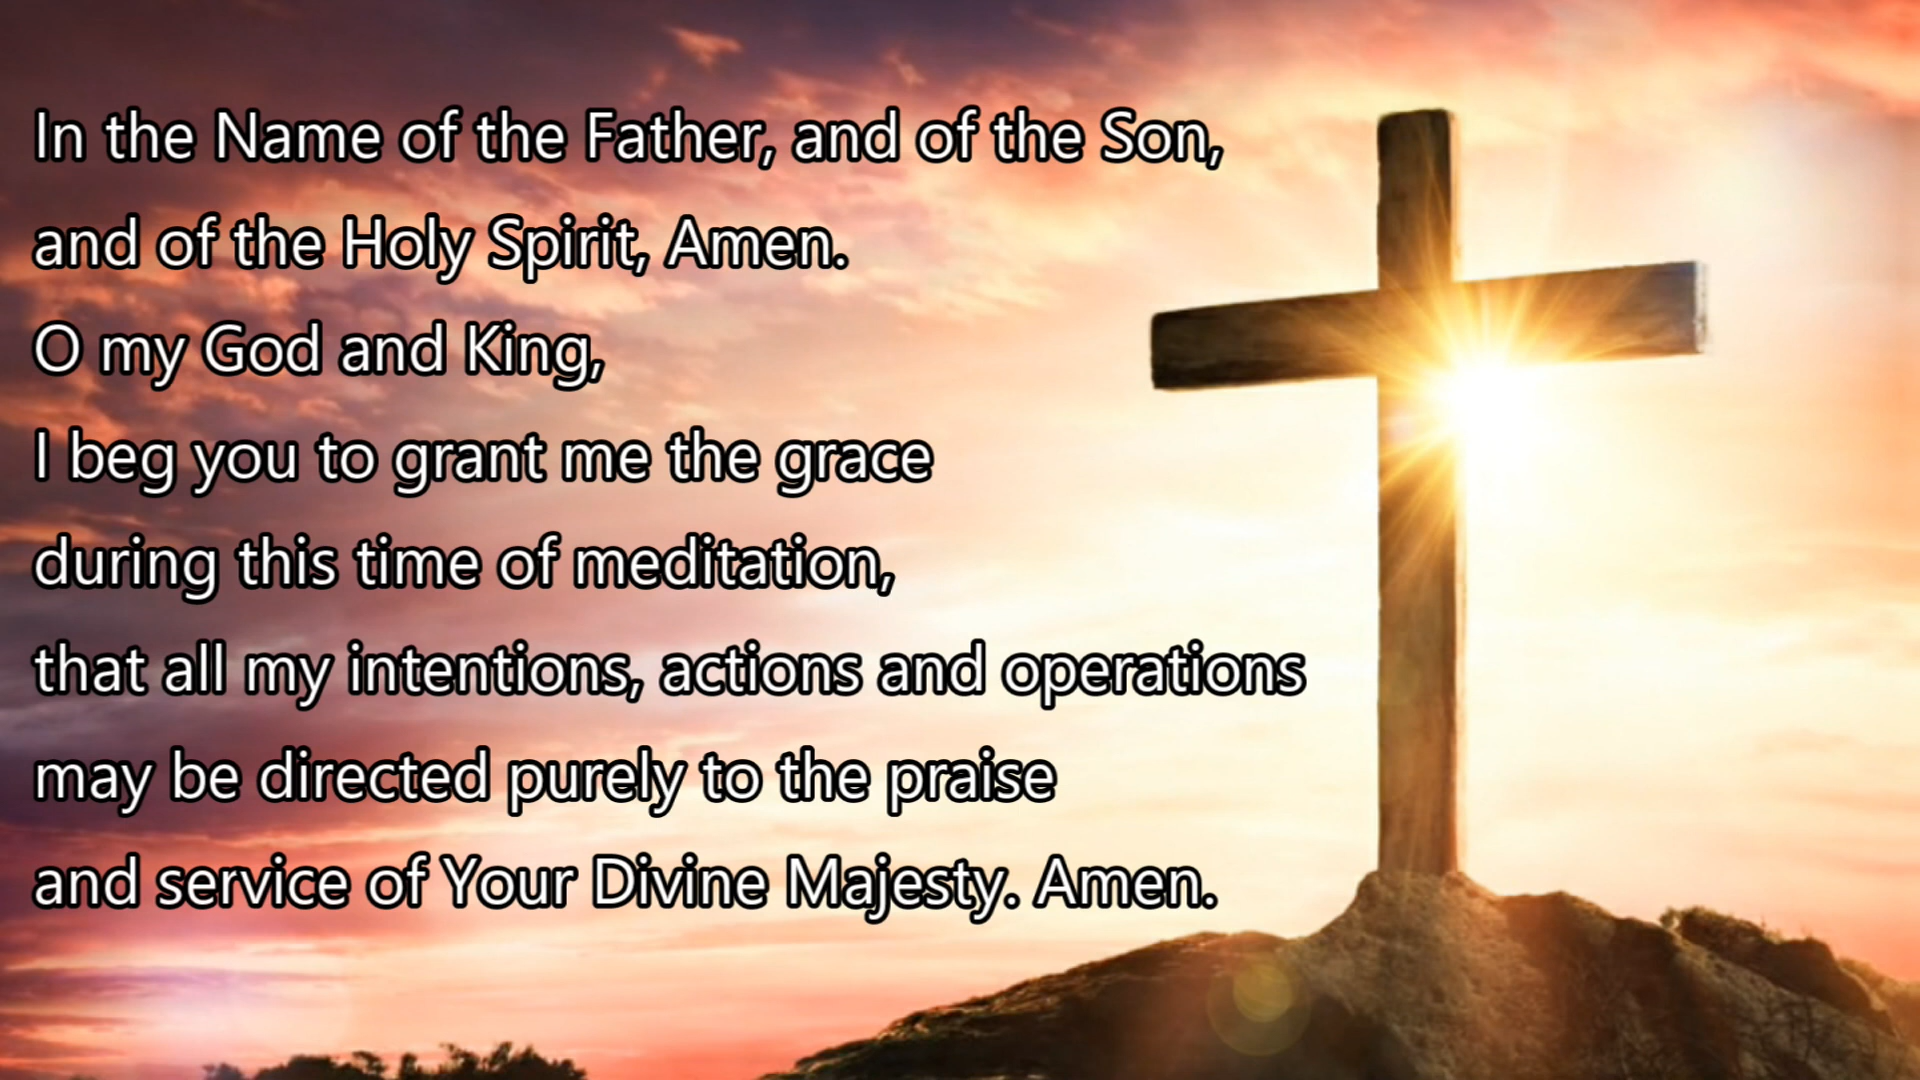 In the Name of the Father, and of the Son,
and of the Holy Spirit, Amen.
O my God and King,
I beg you to grant me the grace
during this time of meditation,
that all my intentions, actions and operations
may be directed purely to the praise
and service of Your Divine Majesty. Amen.